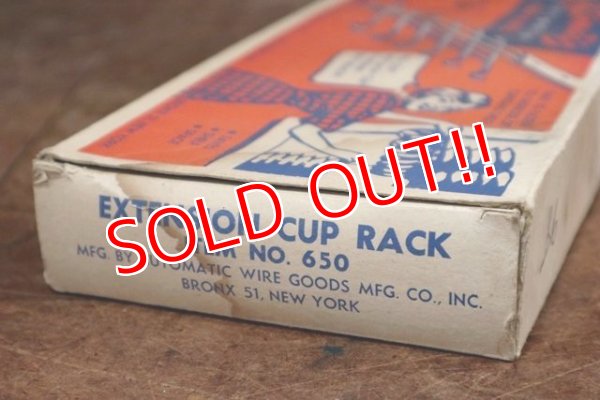 SOLD OUT!!
EXTENSION CUP RACK
ITEM NO. 650
MFG. BY AUTOMATIC WIRE GOODS MFG. CO., INC.
BRONX 51, NEW YORK